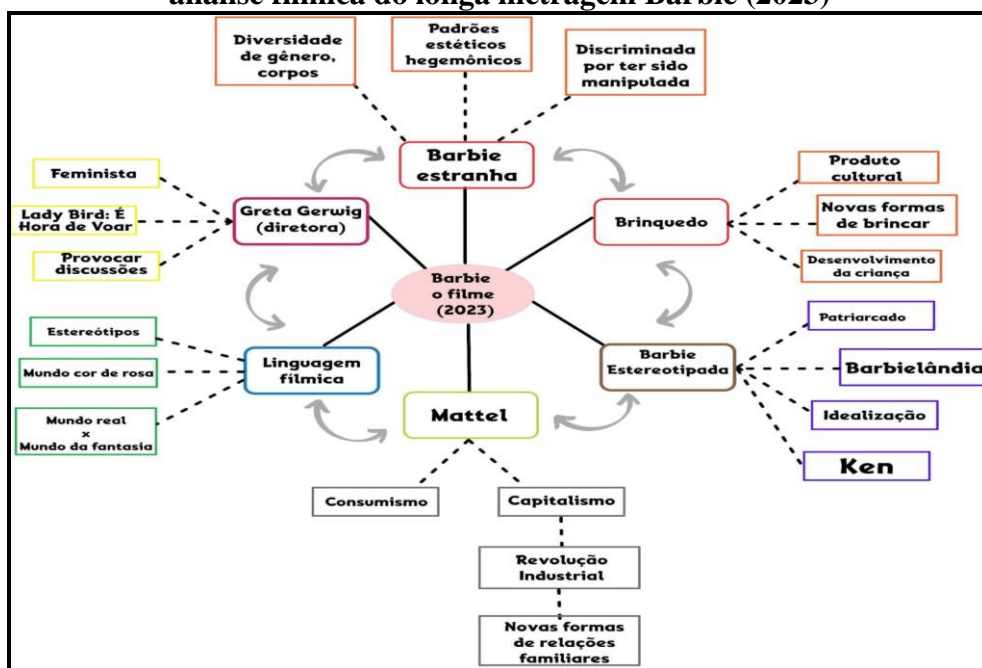 análise fílmica do longa metragem Barbie (2023)
Diversidade
de gênero,
corpos
Padrões
estéticos
hegemônicos
Discriminada
por ter sido
manipulada
Barbie
estranha
Feminista
Lady Bird: É
Hora de Voar
Provocar
discussões
Greta Gerwig
(diretora)
Brinquedo
Produto
cultural
Novas formas
de brincar
Desenvolvimento
da criança
Barbie
o filme
(2023)
Estereótipos
Mundo cor de rosa
Mundo real
×
Mundo da fantasia
Linguagem
fílmica
Mattel
Barbie
Estereotipada
Patriarcado
Barbielândia
Idealização
Ken
Consumismo
Capitalismo
Revolução
Industrial
Novas formas
de relações
familiares